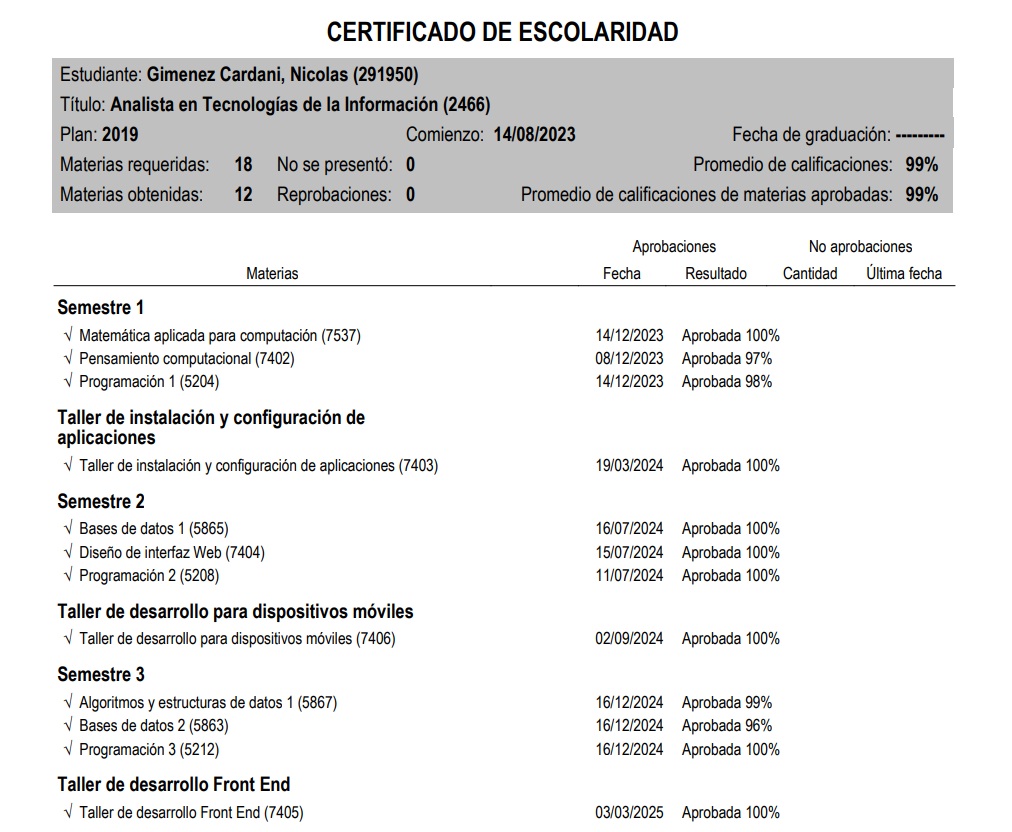 CERTIFICADO DE ESCOLARIDAD
Estudiante: Gimenez Cardani, Nicolas (291950)
Título: Analista en Tecnologías de la Información (2466)
Plan: 2019 Comienzo: 14/08/2023 Fecha de graduación: ---------
Materias requeridas: 18 No se presentó: 0 Promedio de calificaciones: 99%
Materias obtenidas: 12 Reprobaciones: 0 Promedio de calificaciones de materias aprobadas: 99%
Aprobaciones No aprobaciones
Materias Fecha Resultado Cantidad Última fecha
Semestre 1
√ Matemática aplicada para computación (7537) 14/12/2023 Aprobada 100%
√ Pensamiento computacional (7402) 08/12/2023 Aprobada 97%
√ Programación 1 (5204) 14/12/2023 Aprobada 98%
Taller de instalación y configuración de
aplicaciones
√ Taller de instalación y configuración de aplicaciones (7403) 19/03/2024 Aprobada 100%
Semestre 2
√ Bases de datos 1 (5865) 16/07/2024 Aprobada 100%
√ Diseño de interfaz Web (7404) 15/07/2024 Aprobada 100%
√ Programación 2 (5208) 11/07/2024 Aprobada 100%
Taller de desarrollo para dispositivos móviles
√ Taller de desarrollo para dispositivos móviles (7406) 02/09/2024 Aprobada 100%
Semestre 3
√ Algoritmos y estructuras de datos 1 (5867) 16/12/2024 Aprobada 99%
√ Bases de datos 2 (5863) 16/12/2024 Aprobada 96%
√ Programación 3 (5212) 16/12/2024 Aprobada 100%
Taller de desarrollo Front End
√ Taller de desarrollo Front End (7405) 03/03/2025 Aprobada 100%